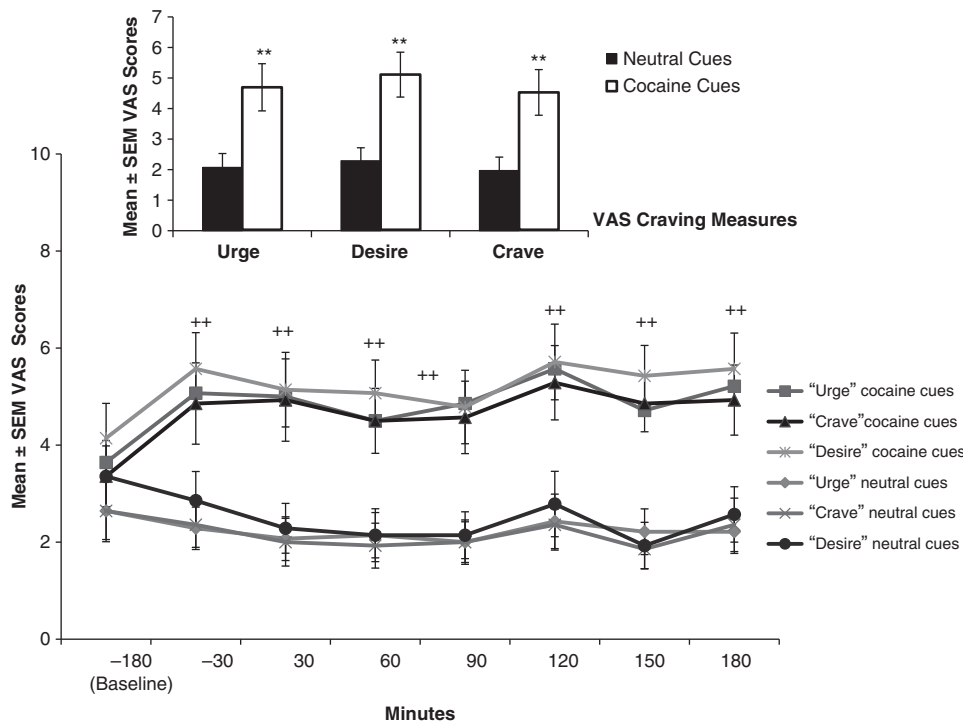 7
6
5
4
3
2
1
0
Mean ± SEM VAS Scores
**
**
**
Neutral Cues
Cocaine Cues
Urge
Desire
Crave
VAS Craving Measures
10
8
6
4
2
0
Mean ± SEM VAS Scores
++
++
++
++
++
++
++
"Urge" cocaine cues
"Crave"cocaine cues
"Desire" cocaine cues
"Urge" neutral cues
"Crave" neutral cues
"Desire" neutral cues
–180
(Baseline)
–30
30
60
90
120
150
180
Minutes